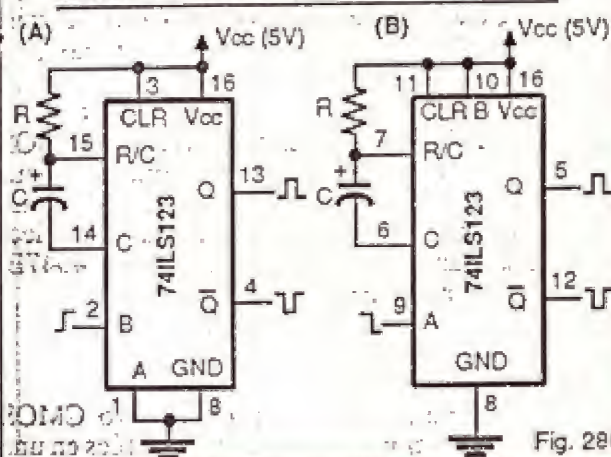 (A)
Vcc (5V)
3
16
CLR Vcc
R
15
R/C
+
C
14
C
74ILS123
Q
13
Q̅
4
2
B
A
GND
1
8
(B)
Vcc (5V)
11
10
16
CLR B Vcc
R
7
R/C
+
C
6
C
74ILS123
Q
5
Q̅
12
9
A
GND
8
CMOS
Fig. 28